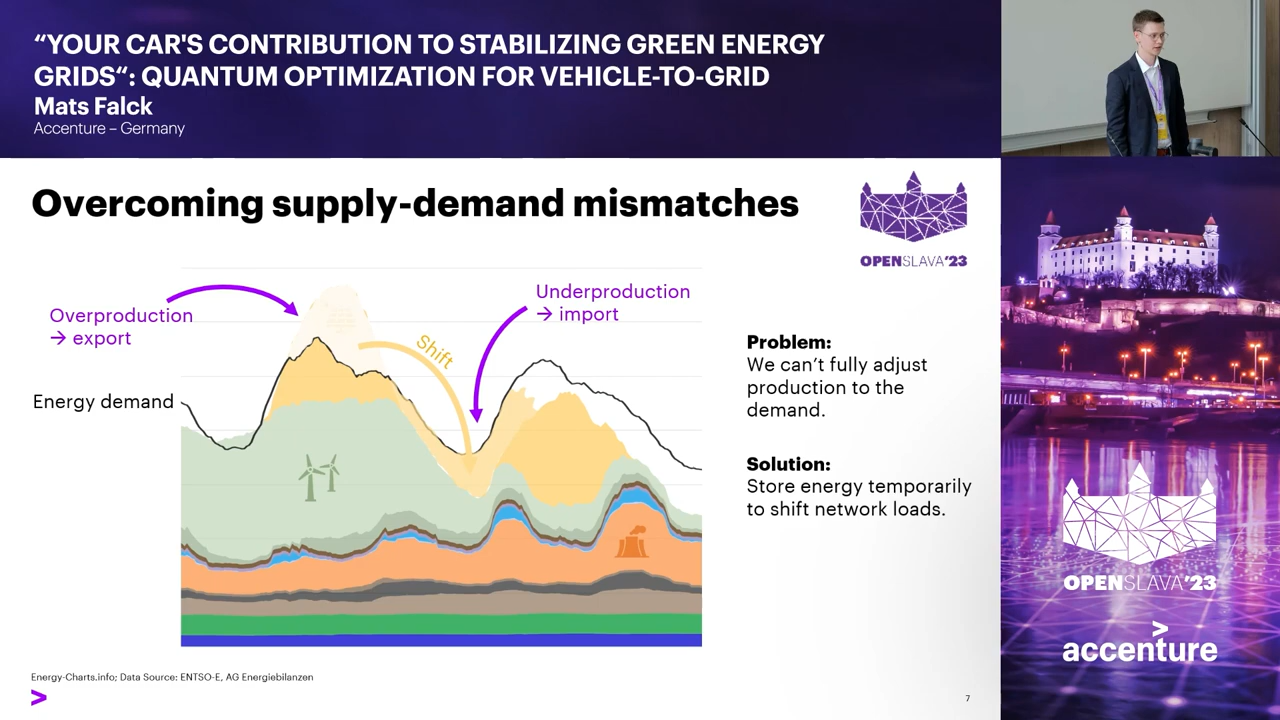 “YOUR CAR'S CONTRIBUTION TO STABILIZING GREEN ENERGY
GRIDS“: QUANTUM OPTIMIZATION FOR VEHICLE-TO-GRID
Mats Falck
Accenture – Germany
Overcoming supply-demand mismatches
OPENSLAVA'23
Overproduction
→ export
Underproduction
→ import
Shift
Energy demand
Problem:
We can’t fully adjust
production to the
demand.
Solution:
Store energy temporarily
to shift network loads.
OPENSLAVA'23
accenture
Energy-Charts.info; Data Source: ENTSO-E, AG Energiebilanzen
7